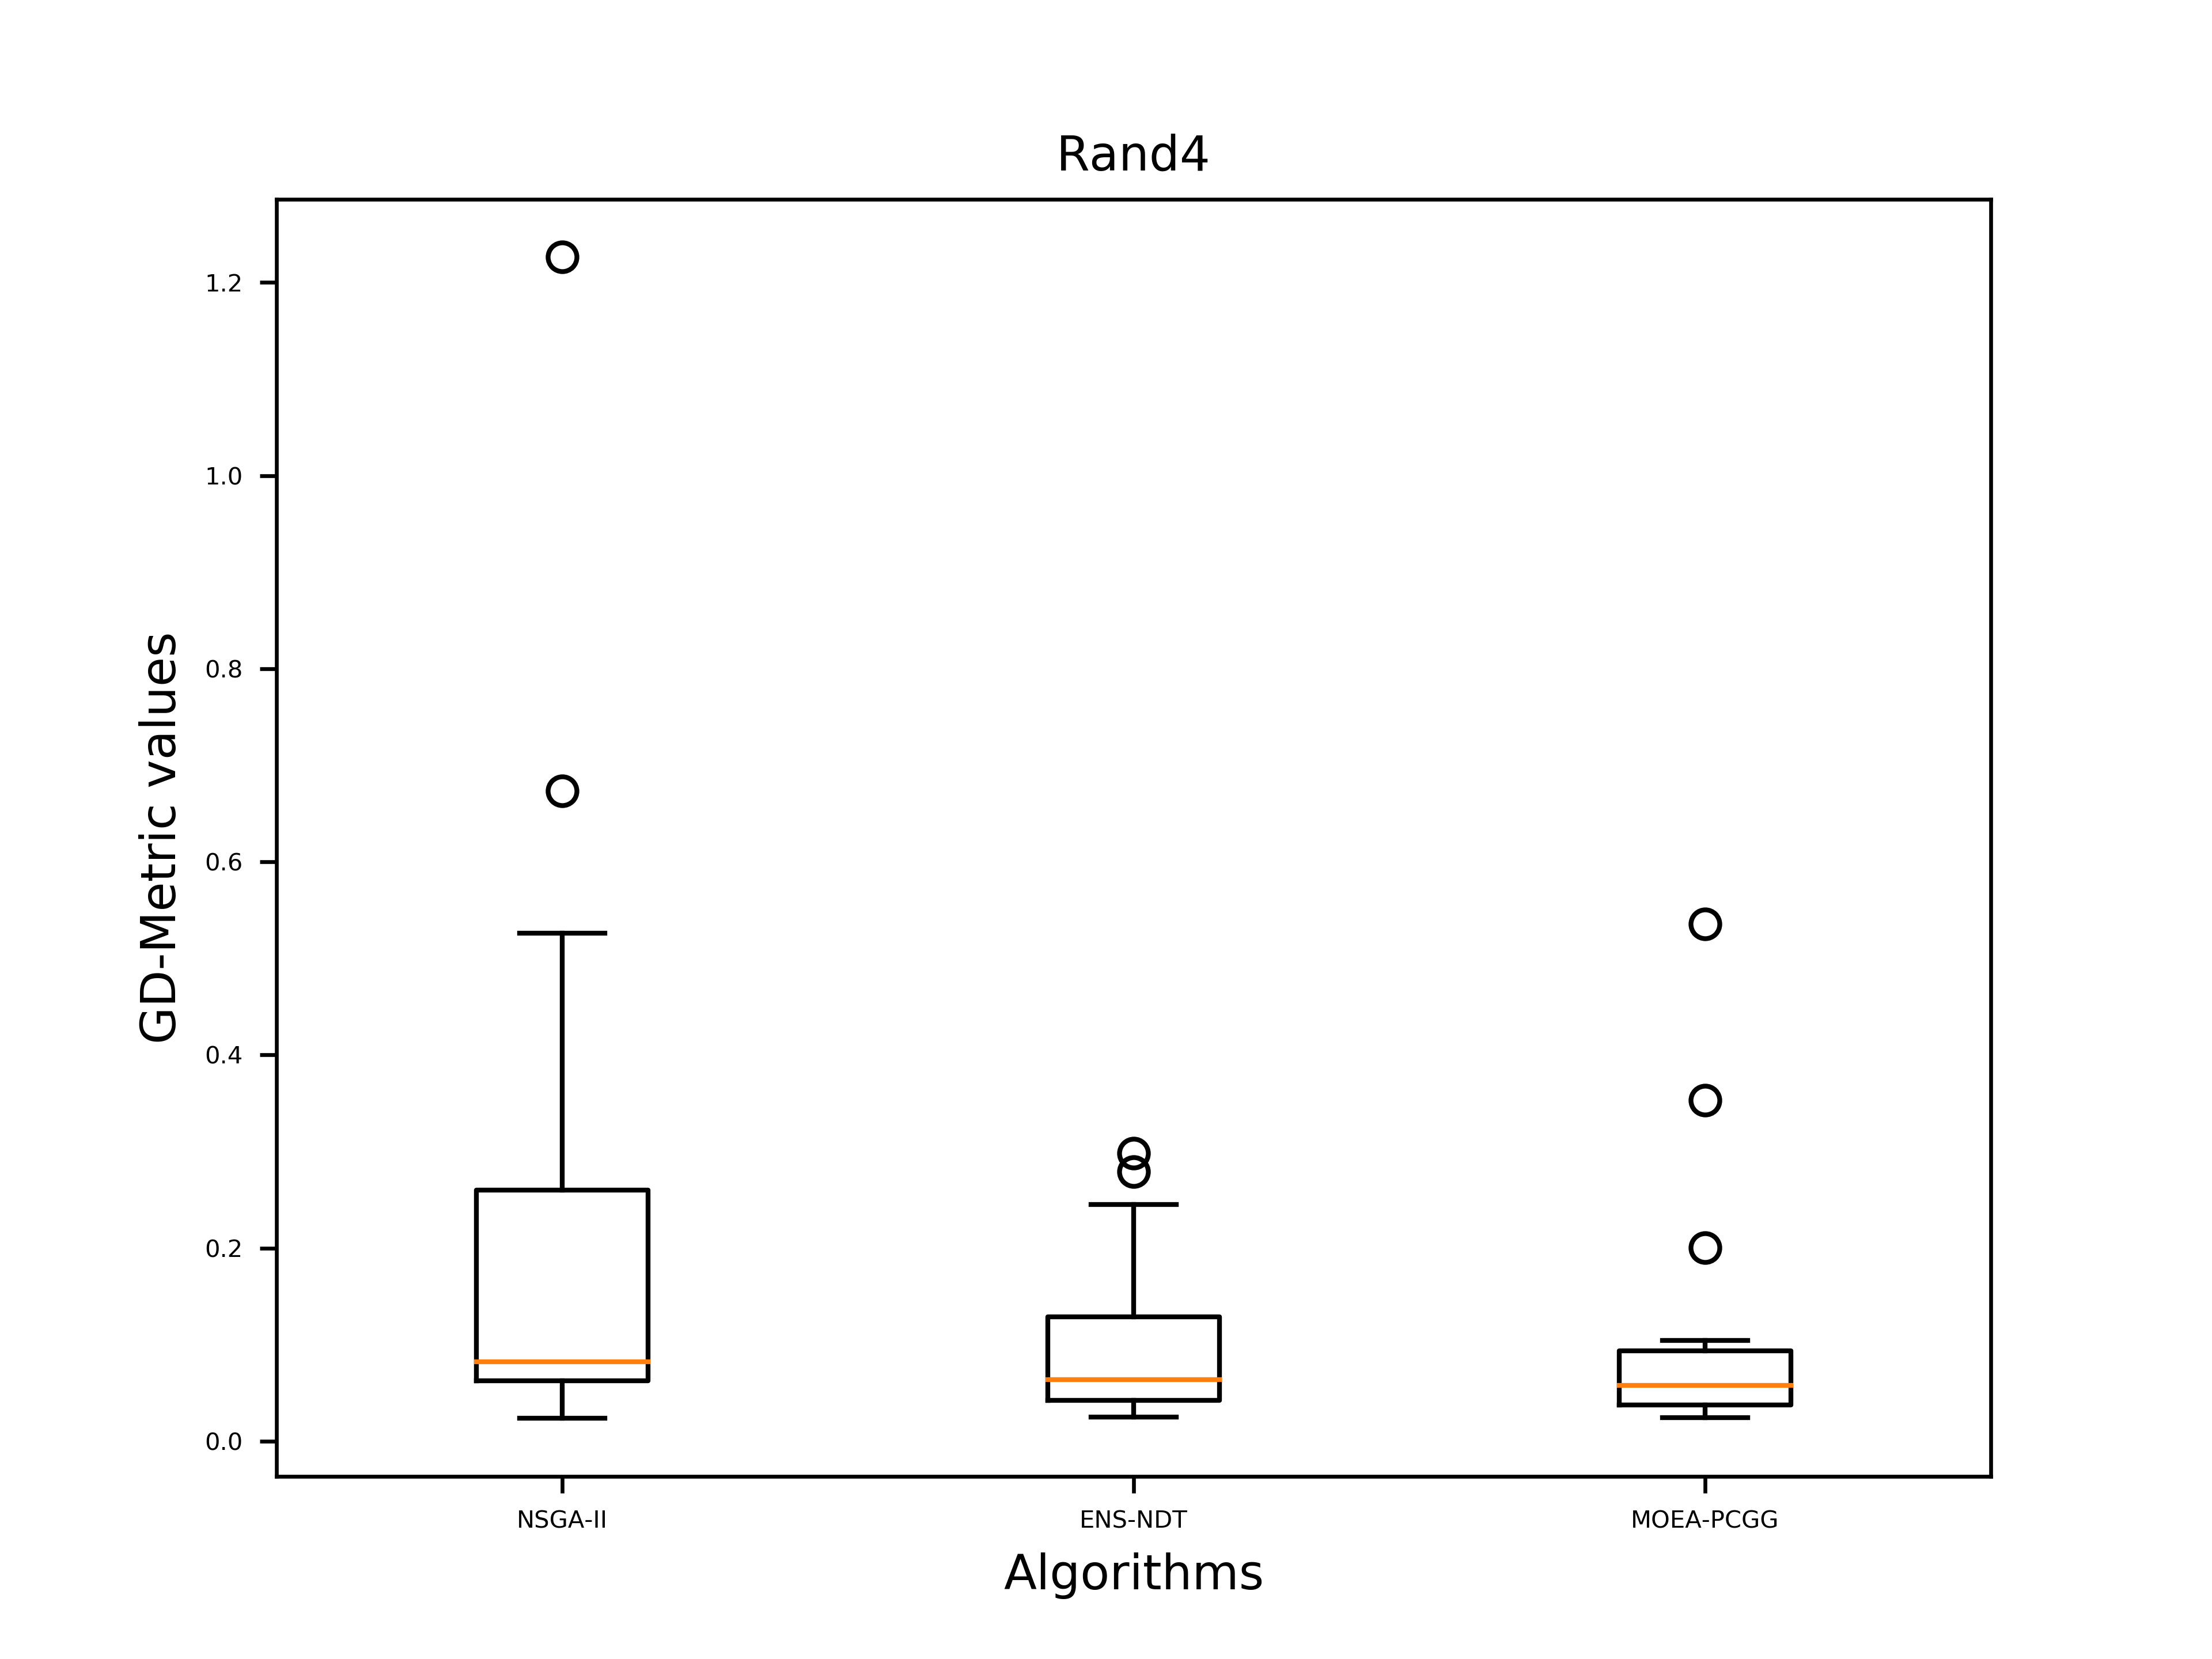 Rand4
GD-Metric values
1.2
1.0
0.8
0.6
0.4
0.2
0.0
NSGA-II
ENS-NDT
MOEA-PCGG
Algorithms